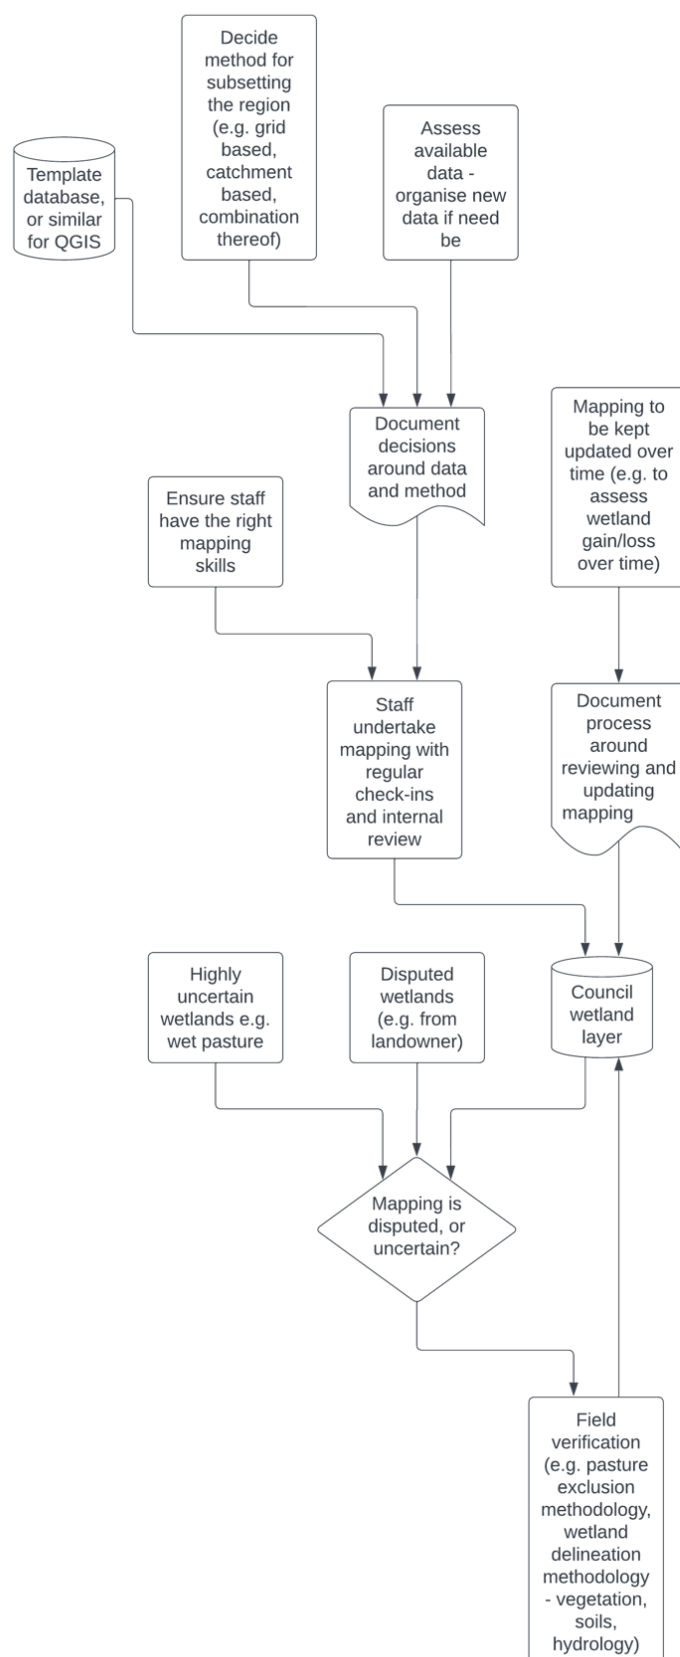 Decide
method for
subsetting
the region
(e.g. grid
based,
catchment
based,
combination
thereof)
Assess
available
data -
organise new
data if need
be
Template
database,
or similar
for QGIS
Document
decisions
around data
and method
Mapping to
be kept
updated over
time (e.g. to
assess
wetland
gain/loss
over time)
Ensure staff
have the right
mapping
skills
Staff
undertake
mapping with
regular
check-ins
and internal
review
Document
process
around
reviewing and
updating
mapping
Highly
uncertain
wetlands e.g.
wet pasture
Disputed
wetlands
(e.g. from
landowner)
Council
wetland
layer
Mapping is
disputed, or
uncertain?
Field
verification
(e.g. pasture
exclusion
methodology,
wetland
delineation
methodology
- vegetation,
soils,
hydrology)